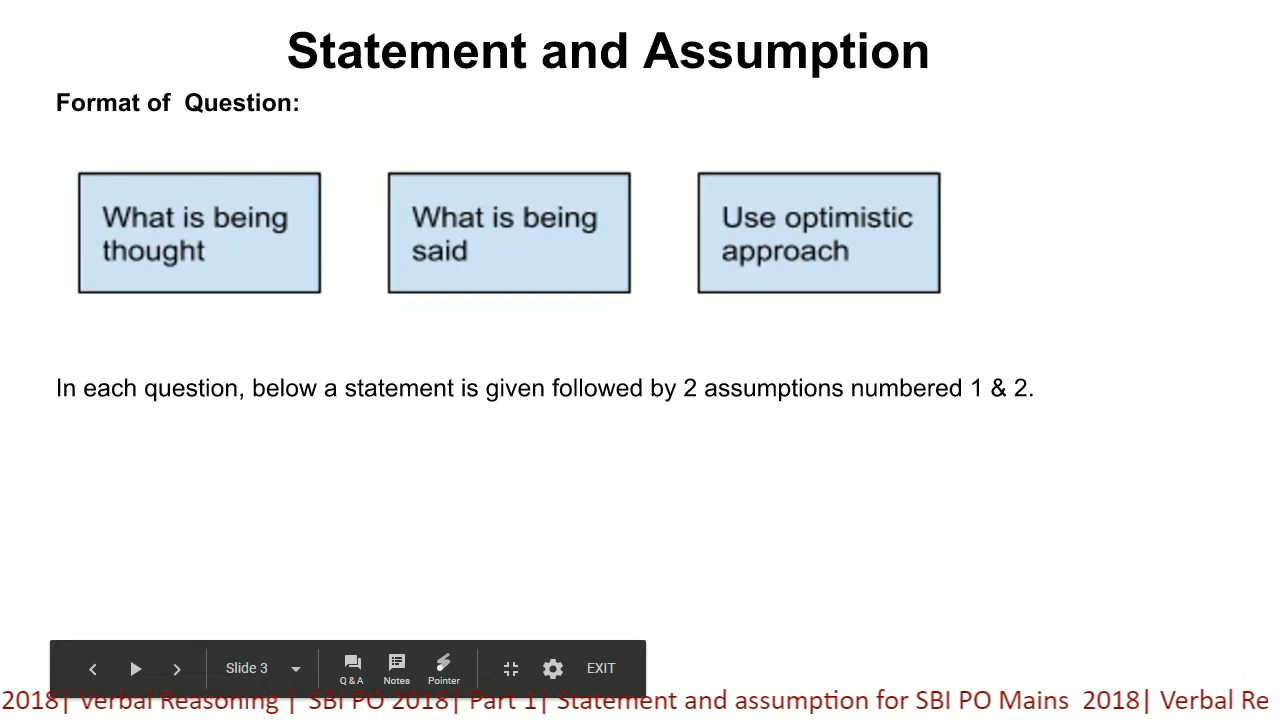 Statement and Assumption
Format of Question:
What is being
thought
What is being
said
Use optimistic
approach
In each question, below a statement is given followed by 2 assumptions numbered 1 & 2.
Slide 3
Q & A
Notes
Pointer
EXIT
2018| Verbal Reasoning | SBI PO 2018| Part 1| Statement and assumption for SBI PO Mains 2018| Verbal Re